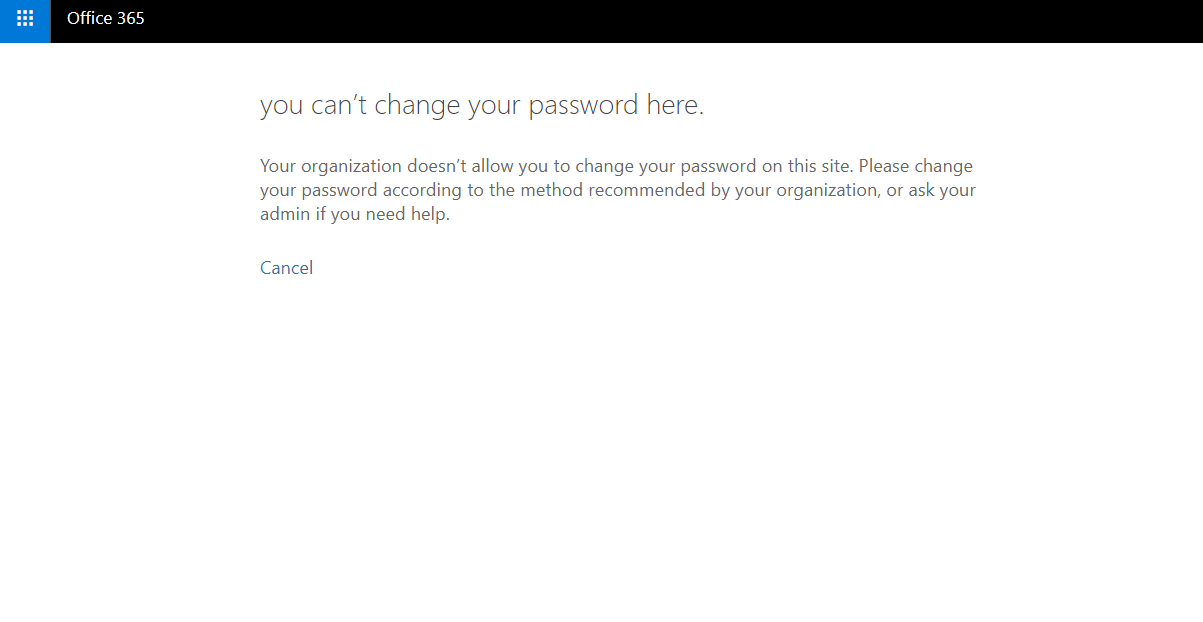 Office 365
you can’t change your password here.
Your organization doesn’t allow you to change your password on this site. Please change
your password according to the method recommended by your organization, or ask your
admin if you need help.
Cancel